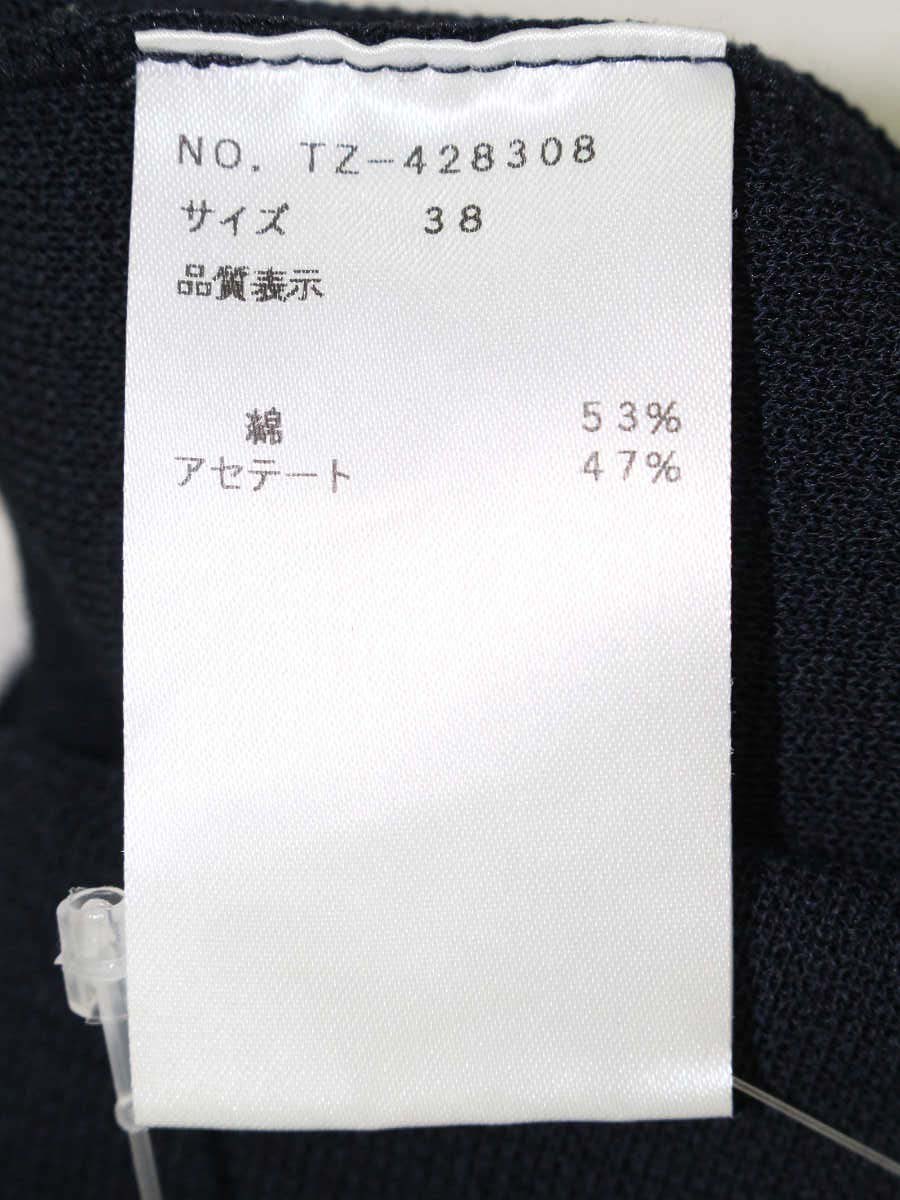 NO. TZ-428308
サイズ 38
品質表示
綿 53%
アセテート 47%